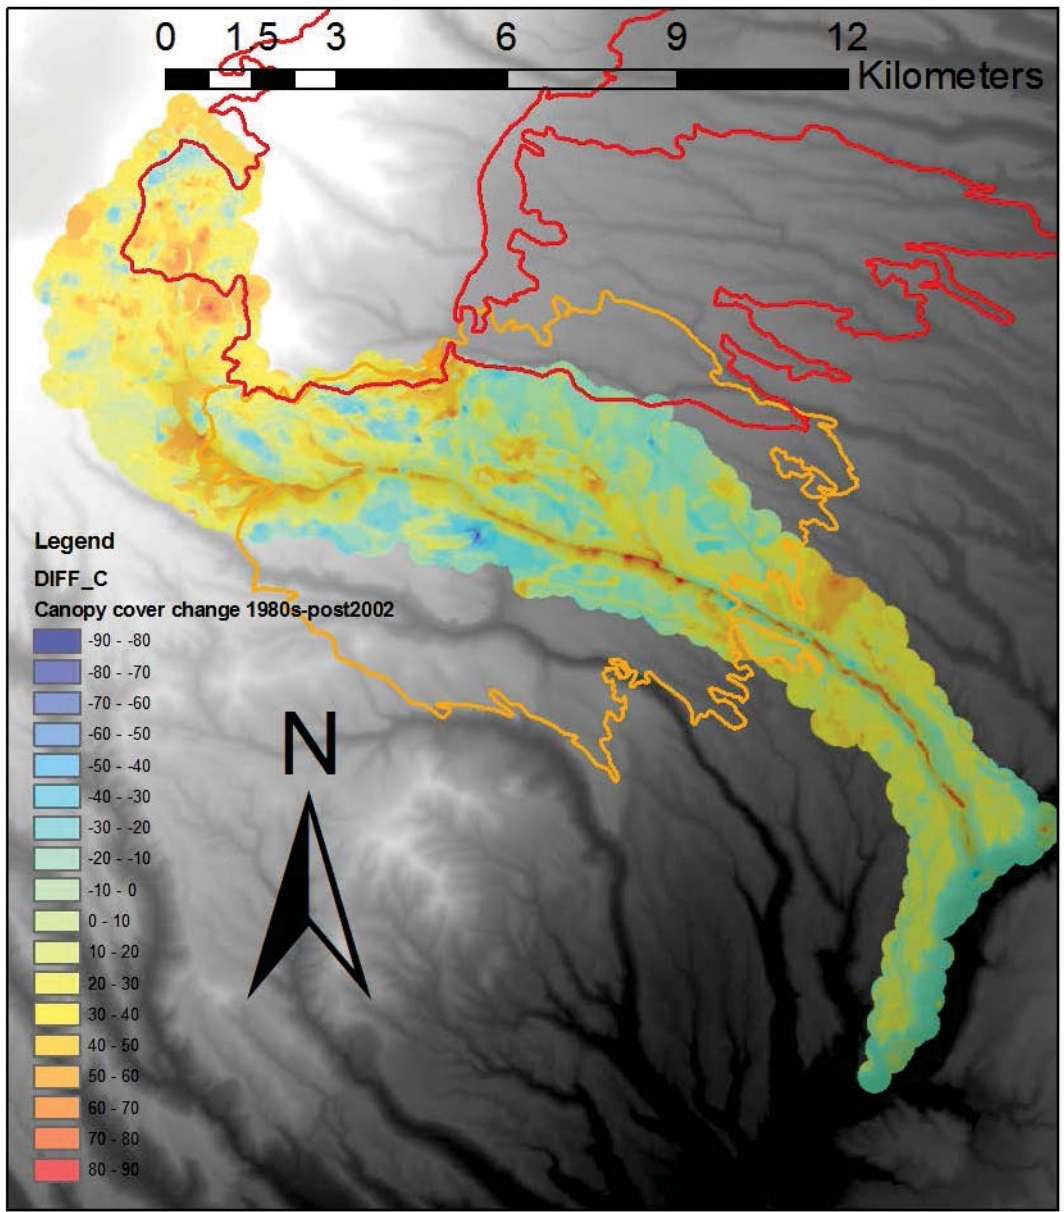 0 1.5 3 6 9 12
Kilometers
Legend
DIFF_C
Canopy cover change 1980s-post2002
-90 - -80
-80 - -70
-70 - -60
-60 - -50
-50 - -40
-40 - -30
-30 - -20
-20 - -10
-10 - 0
0 - 10
10 - 20
20 - 30
30 - 40
40 - 50
50 - 60
60 - 70
70 - 80
80 - 90
N